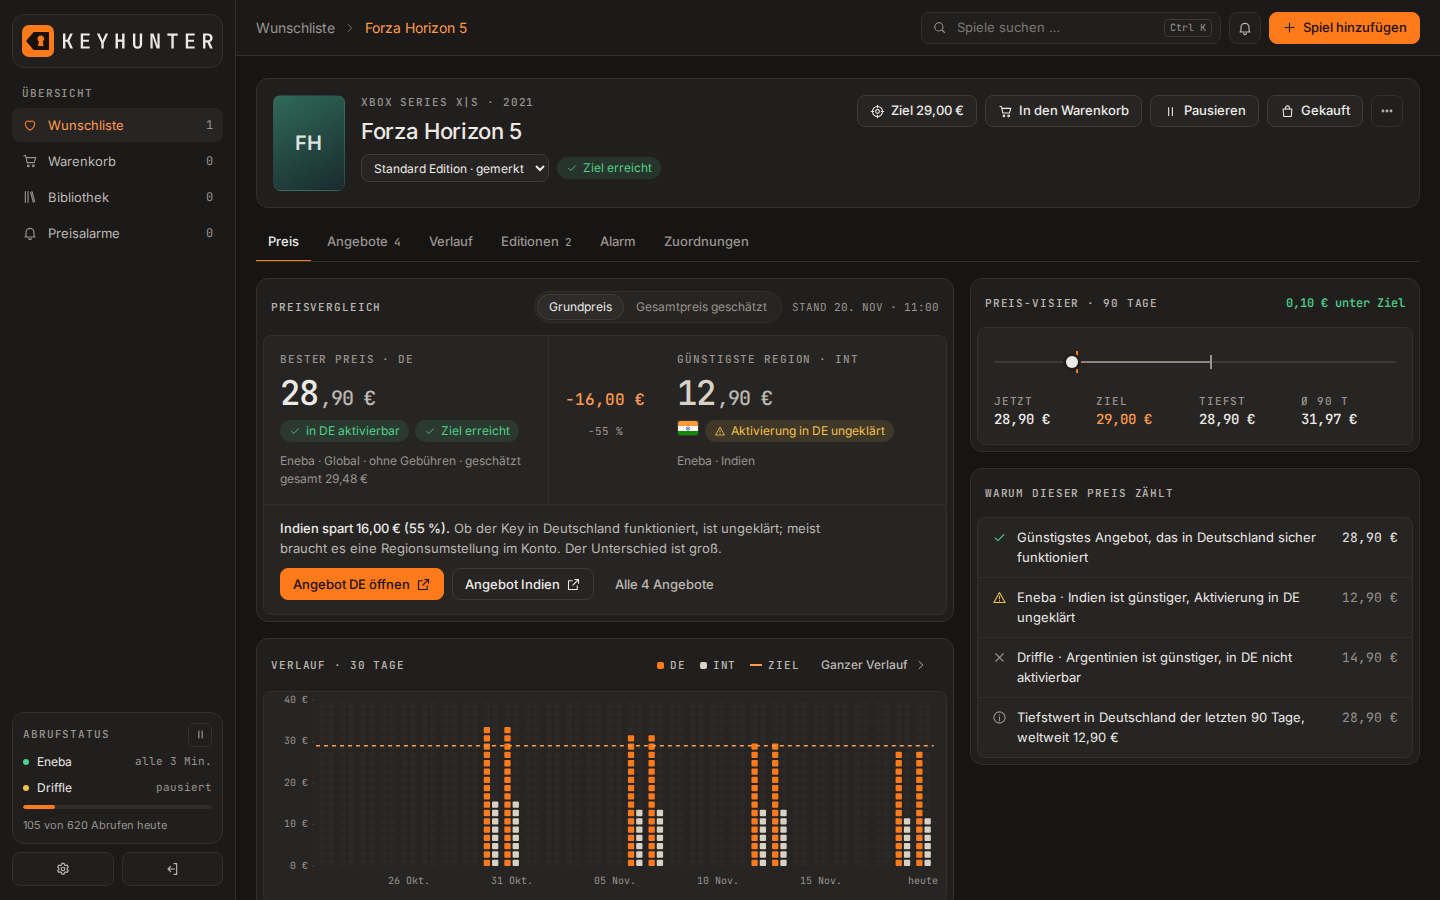 KEYHUNTER
ÜBERSICHT
Wunschliste 1
Warenkorb 0
Bibliothek 0
Preisalarme 0
ABRUFSTATUS
Eneba alle 3 Min.
Driffle pausiert
105 von 620 Abrufen heute
Wunschliste > Forza Horizon 5
Spiele suchen ... Ctrl K
+ Spiel hinzufügen
FH
XBOX SERIES X|S · 2021
Forza Horizon 5
Standard Edition · gemerkt
Ziel erreicht
Ziel 29,00 €
In den Warenkorb
Pausieren
Gekauft
Preis
Angebote 4
Verlauf
Editionen 2
Alarm
Zuordnungen
PREISVERGLEICH
Grundpreis
Gesamtpreis geschätzt
STAND 20. NOV · 11:00
BESTER PREIS · DE
28,90 €
in DE aktivierbar
Ziel erreicht
Eneba · Global · ohne Gebühren · geschätzt
gesamt 29,48 €
-16,00 €
-55 %
GÜNSTIGSTE REGION · INT
12,90 €
Aktivierung in DE ungeklärt
Eneba · Indien
Indien spart 16,00 € (55 %). Ob der Key in Deutschland funktioniert, ist ungeklärt; meist
braucht es eine Regionsumstellung im Konto. Der Unterschied ist groß.
Angebot DE öffnen
Angebot Indien
Alle 4 Angebote
VERLAUF · 30 TAGE
DE
INT
ZIEL
Ganzer Verlauf >
40 €
30 €
20 €
10 €
0 €
26 Okt.
31 Okt.
05 Nov.
10 Nov.
15 Nov.
heute
PREIS-VISIER · 90 TAGE
0,10 € unter Ziel
JETZT
28,90 €
ZIEL
29,00 €
TIEFST
28,90 €
Ø 90 T
31,97 €
WARUM DIESER PREIS ZÄHLT
Günstigstes Angebot, das in Deutschland sicher 28,90 €
funktioniert
Eneba · Indien ist günstiger, Aktivierung in DE 12,90 €
ungeklärt
Driffle · Argentinien ist günstiger, in DE nicht 14,90 €
aktivierbar
Tiefstwert in Deutschland der letzten 90 Tage, 28,90 €
weltweit 12,90 €